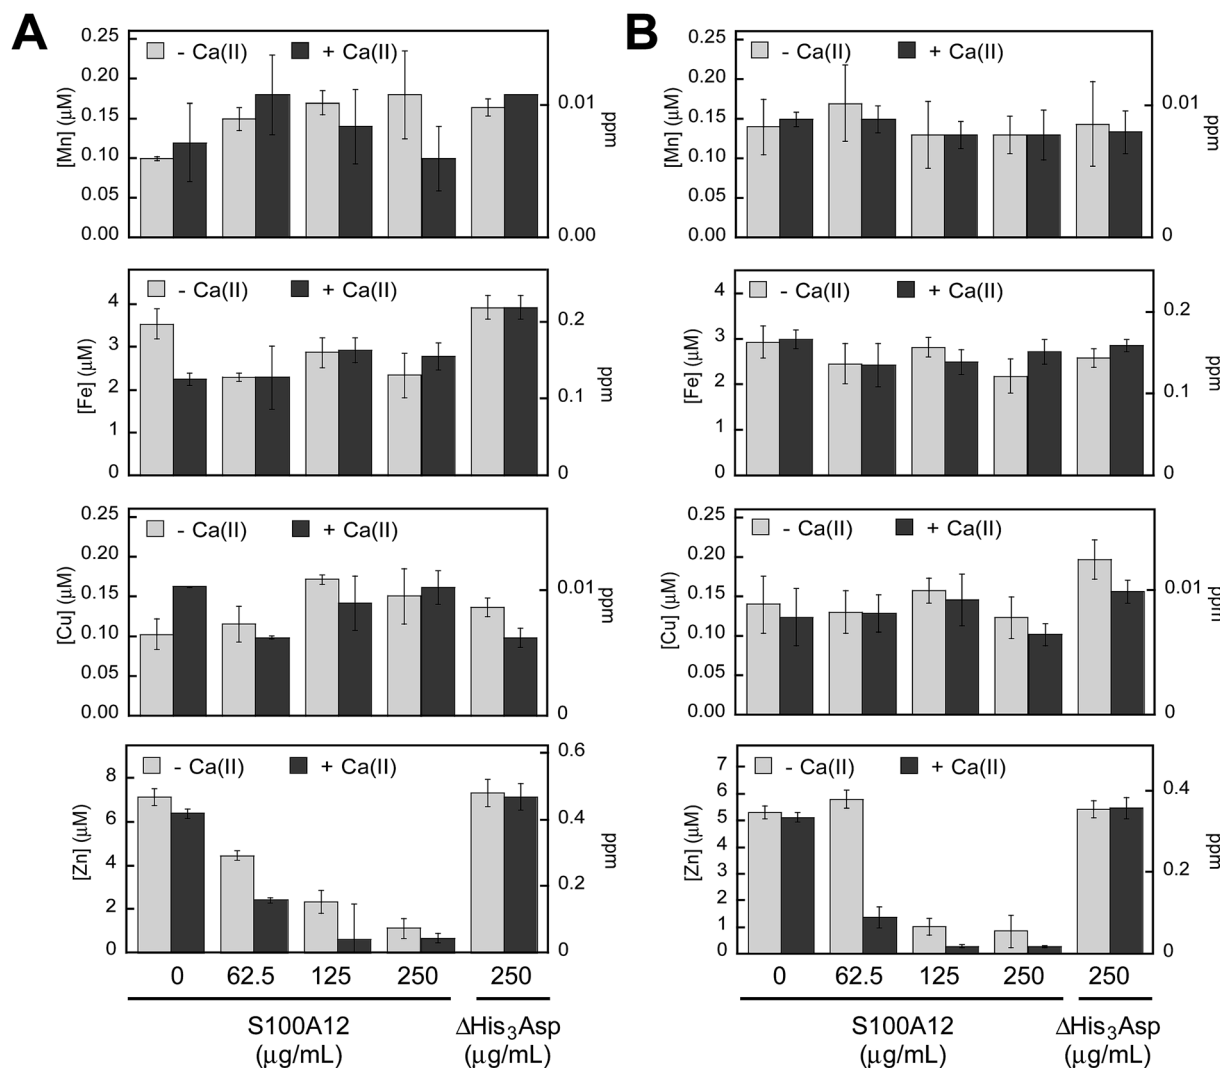 A
- Ca(II) + Ca(II)
[Mn] (μM)
0.25
0.20
0.15
0.10
0.05
0.00
0.01
0.00
ppm
- Ca(II) + Ca(II)
[Fe] (μM)
4
3
2
1
0
0.2
0.1
0
ppm
- Ca(II) + Ca(II)
[Cu] (μM)
0.25
0.20
0.15
0.10
0.05
0.00
0.01
0
ppm
- Ca(II) + Ca(II)
[Zn] (μM)
8
6
4
2
0
0.6
0.4
0.2
0
ppm
0 62.5 125 250 250
S100A12 ΔHis₃Asp
(μg/mL) (μg/mL)
B
- Ca(II) + Ca(II)
[Mn] (μM)
0.25
0.20
0.15
0.10
0.05
0.00
0.01
0
ppm
- Ca(II) + Ca(II)
[Fe] (μM)
4
3
2
1
0
0.2
0.1
0
ppm
- Ca(II) + Ca(II)
[Cu] (μM)
0.25
0.20
0.15
0.10
0.05
0.00
0.01
0
ppm
- Ca(II) + Ca(II)
[Zn] (μM)
7
6
5
4
3
2
1
0
0.4
0.2
0
ppm
0 62.5 125 250 250
S100A12 ΔHis₃Asp
(μg/mL) (μg/mL)